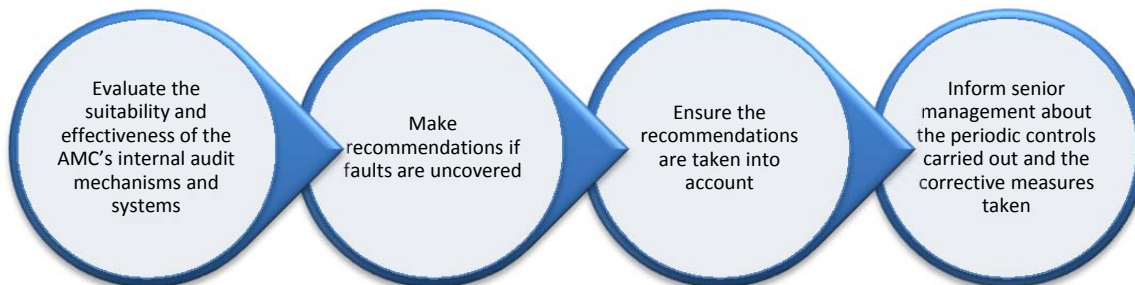 Evaluate the
suitability and
effectiveness of the
AMC's internal audit
mechanisms and
systems
Make
recommendations if
faults are uncovered
Ensure the
recommendations
are taken into
account
Inform senior
management about
the periodic controls
carried out and the
corrective measures
taken